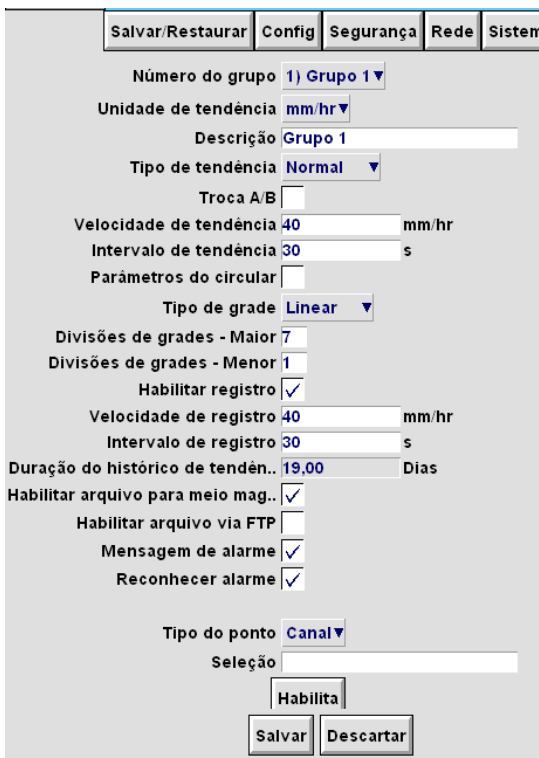 Salvar/Restaurar Config Segurança Rede Sistem
Número do grupo 1) Grupo 1
Unidade de tendência mm/hr
Descrição Grupo 1
Tipo de tendência Normal
Troca A/B
Velocidade de tendência 40 mm/hr
Intervalo de tendência 30 s
Parâmetros do circular
Tipo de grade Linear
Divisões de grades - Maior 7
Divisões de grades - Menor 1
Habilitar registro
Velocidade de registro 40 mm/hr
Intervalo de registro 30 s
Duração do histórico de tendên.. 19,00 Dias
Habilitar arquivo para meio mag..
Habilitar arquivo via FTP
Mensagem de alarme
Reconhecer alarme
Tipo do ponto Canal
Seleção
Habilita
Salvar Descartar